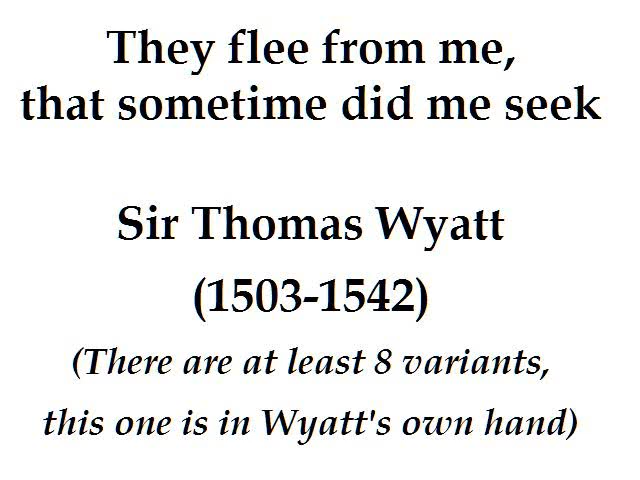 They flee from me,
that sometime did me seek
Sir Thomas Wyatt
(1503-1542)
(There are at least 8 variants,
this one is in Wyatt's own hand)